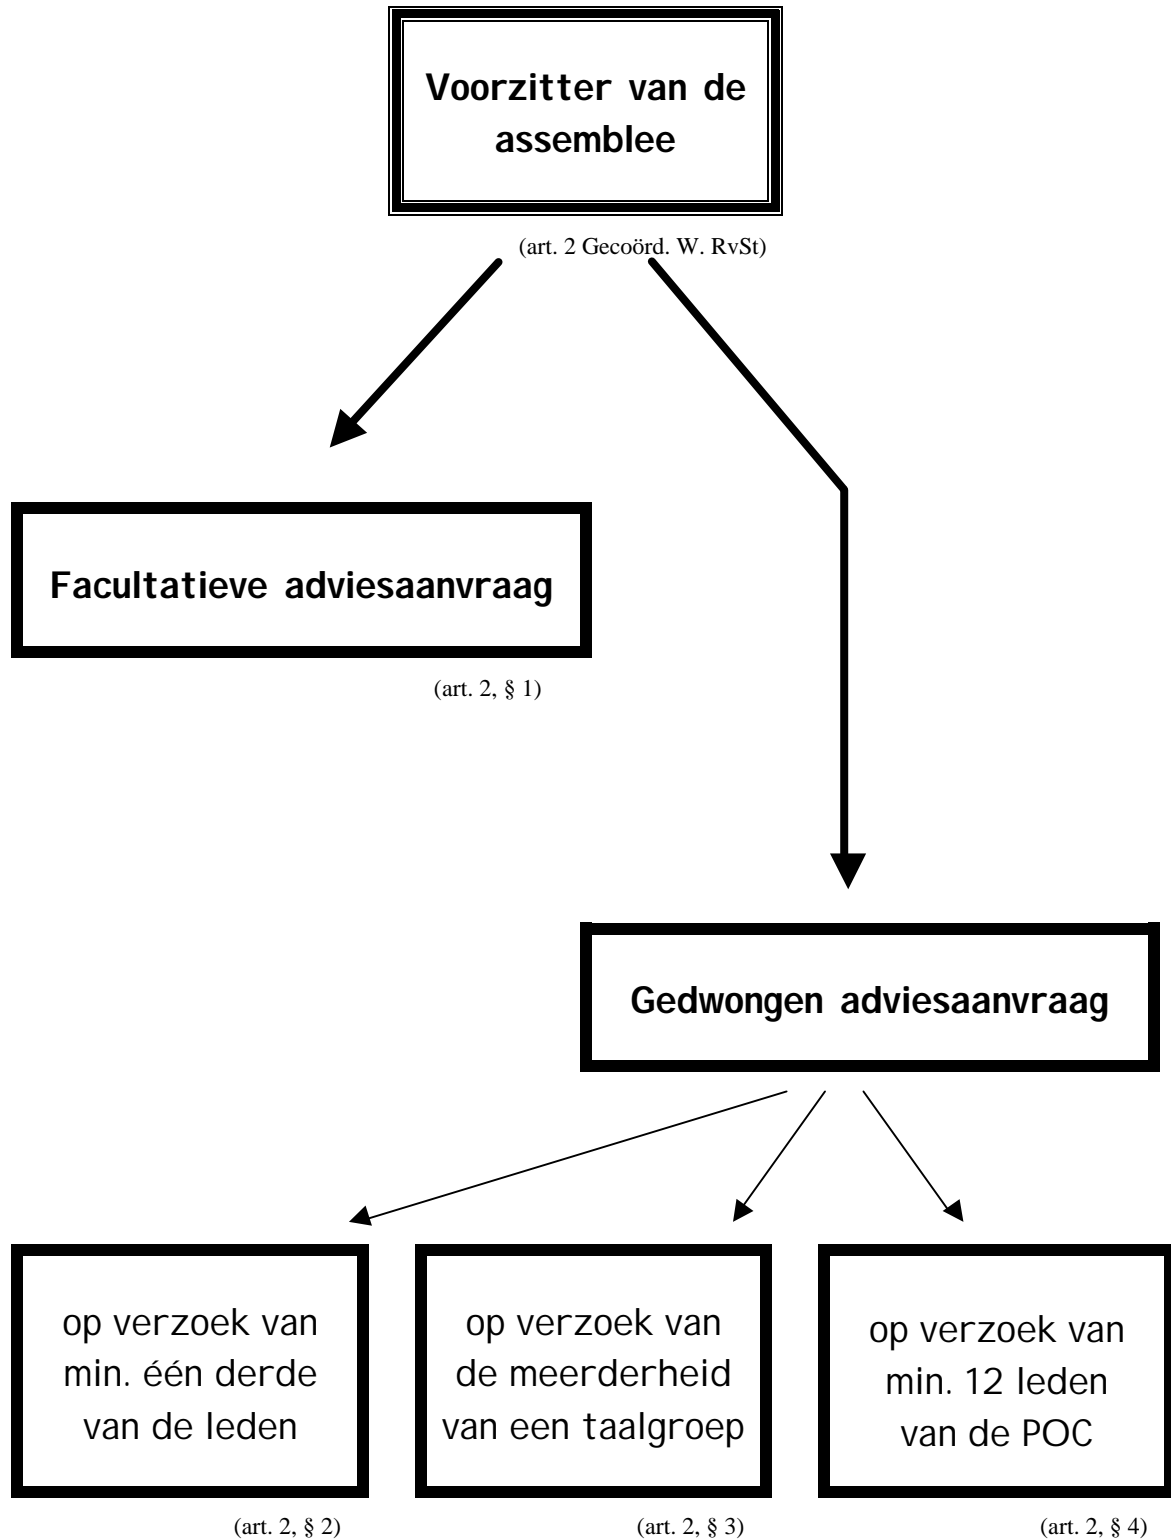 Voorzitter van de
assemblee
(art. 2 Gecoörd. W. RvSt)
Facultatieve adviesaanvraag
(art. 2, § 1)
Gedwongen adviesaanvraag
op verzoek van
min. één derde
van de leden
(art. 2, § 2)
op verzoek van
de meerderheid
van een taalgroep
(art. 2, § 3)
op verzoek van
min. 12 leden
van de POC
(art. 2, § 4)